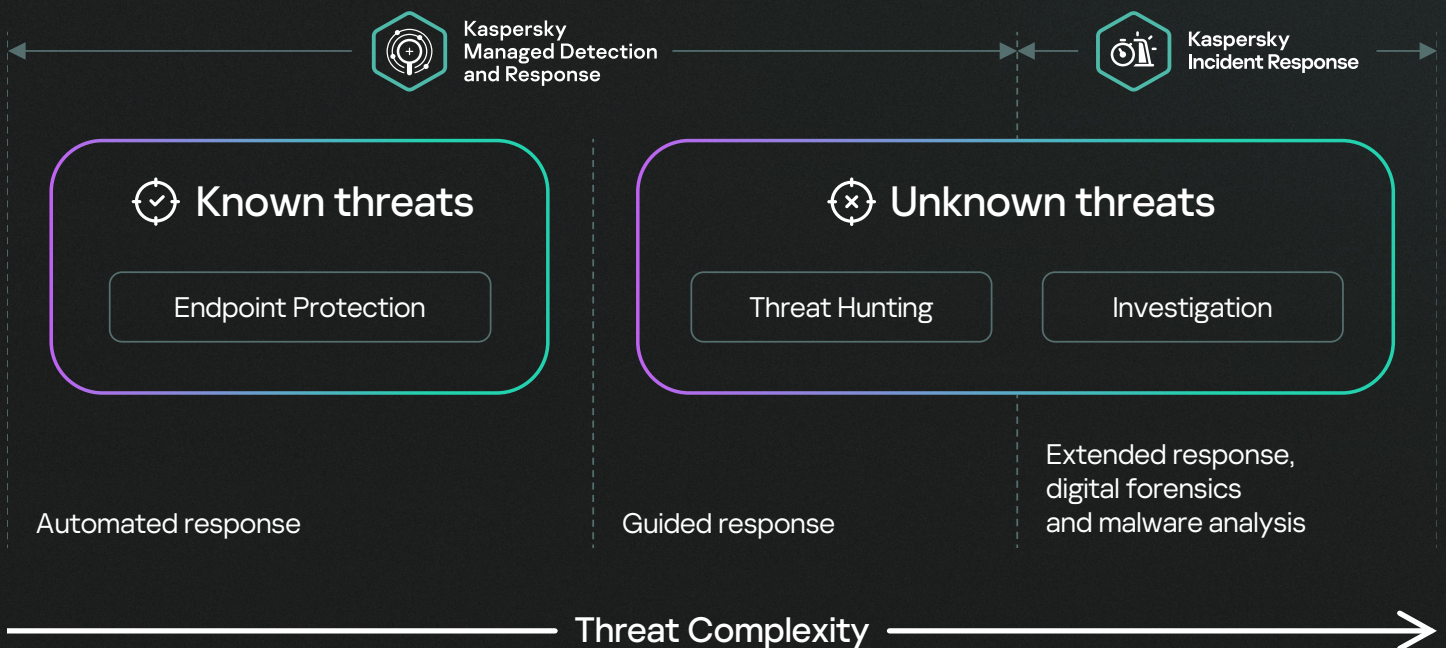 Kaspersky
Managed Detection
and Response
Kaspersky
Incident Response
Known threats
Unknown threats
Endpoint Protection
Threat Hunting
Investigation
Automated response
Guided response
Extended response,
digital forensics
and malware analysis
Threat Complexity